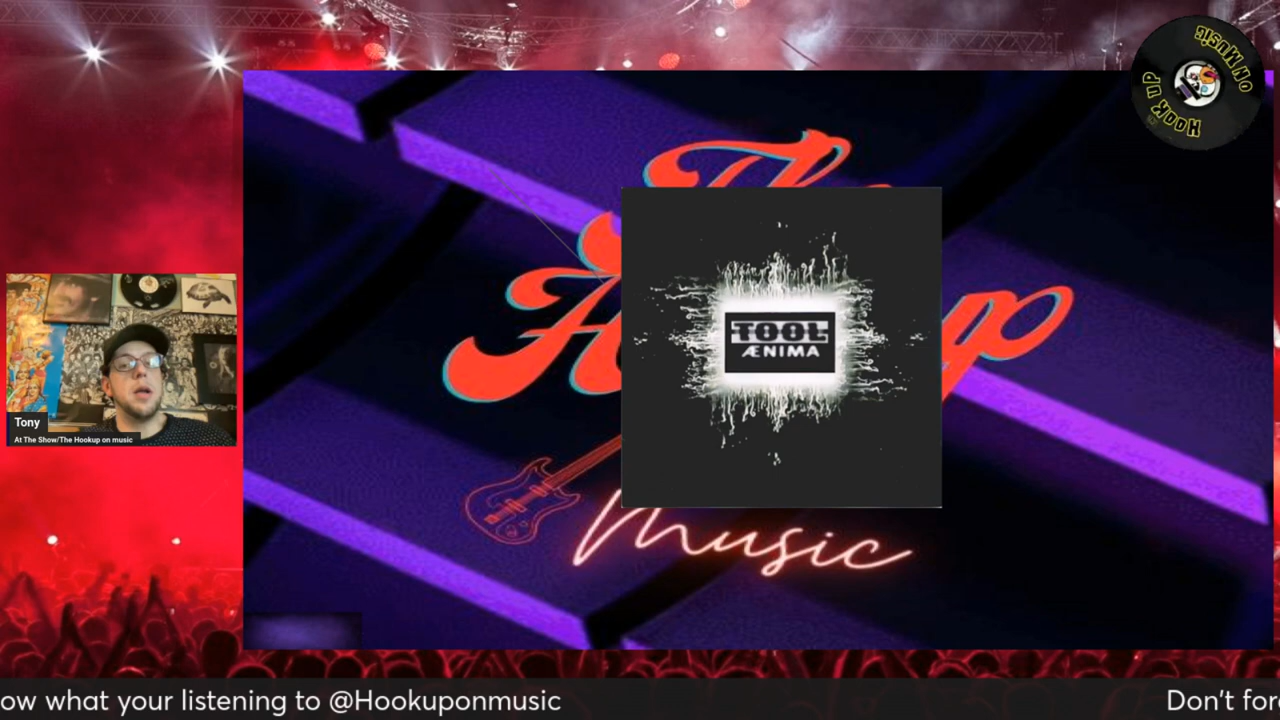 HOOK UP
ON MUSIC
The
TOOL
ÆNIMA
Music
Tony
At The Show/The Hookup on music
ow what your listening to @Hookuponmusic
Don't for